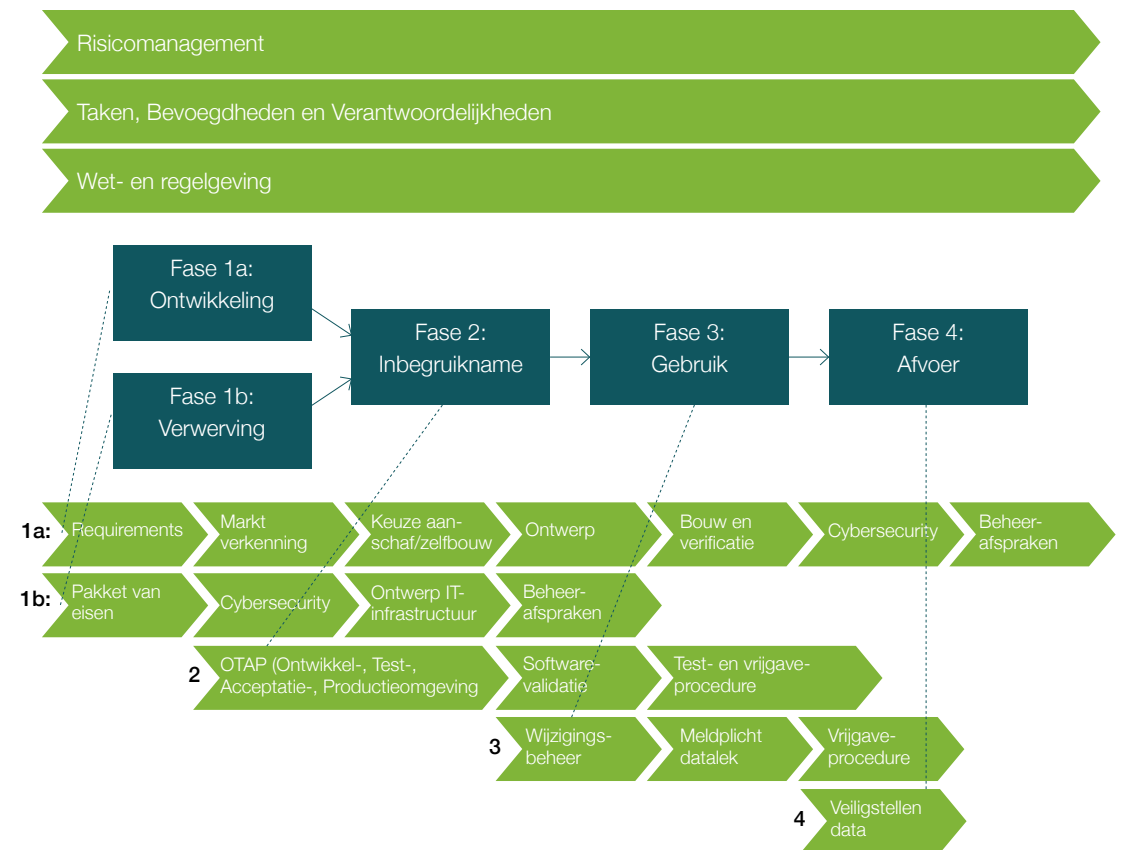 Risicomanagement
Taken, Bevoegdheden en Verantwoordelijkheden
Wet- en regelgeving
Fase 1a:
Ontwikkeling
Fase 1b:
Verwerving
Fase 2:
Inbegruikname
Fase 3:
Gebruik
Fase 4:
Afvoer
1a:
Requirements
Markt
verkenning
Keuze aan-
schaf/zelfbouw
Ontwerp
Bouw en
verificatie
Cybersecurity
Beheer-
afspraken
1b:
Pakket van
eisen
Cybersecurity
Ontwerp IT-
infrastructuur
Beheer-
afspraken
2
OTAP (Ontwikkel-, Test-,
Acceptatie-, Productieomgeving
Software-
validatie
Test- en vrijgave-
procedure
3
Wijzigings-
beheer
Meldplicht
datalek
Vrijgave-
procedure
4
Veiligstellen
data